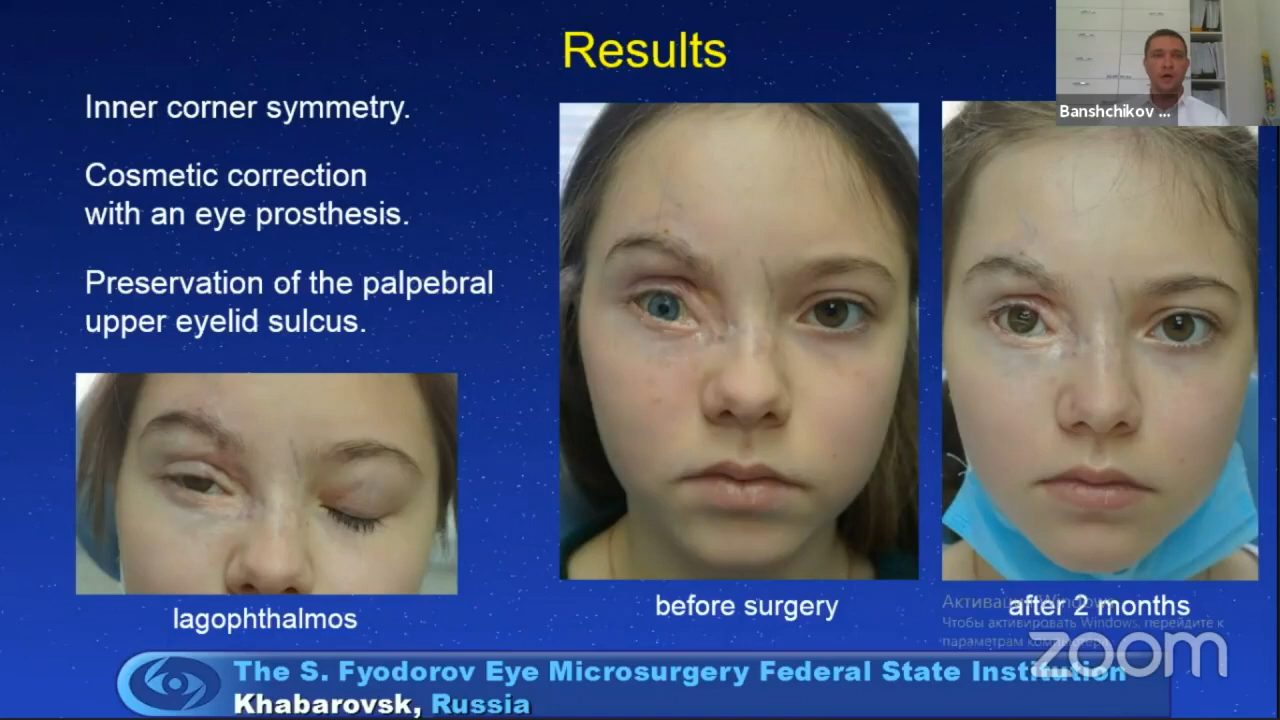 Results
Banshchikov ...
Inner corner symmetry.
Cosmetic correction
with an eye prosthesis.
Preservation of the palpebral
upper eyelid sulcus.
lagophthalmos
before surgery
after 2 months
Активация Windows
Чтобы активировать Windows, перейдите к
параметрам компьютера.
zoom
The S. Fyodorov Eye Microsurgery Federal State Institution
Khabarovsk, Russia